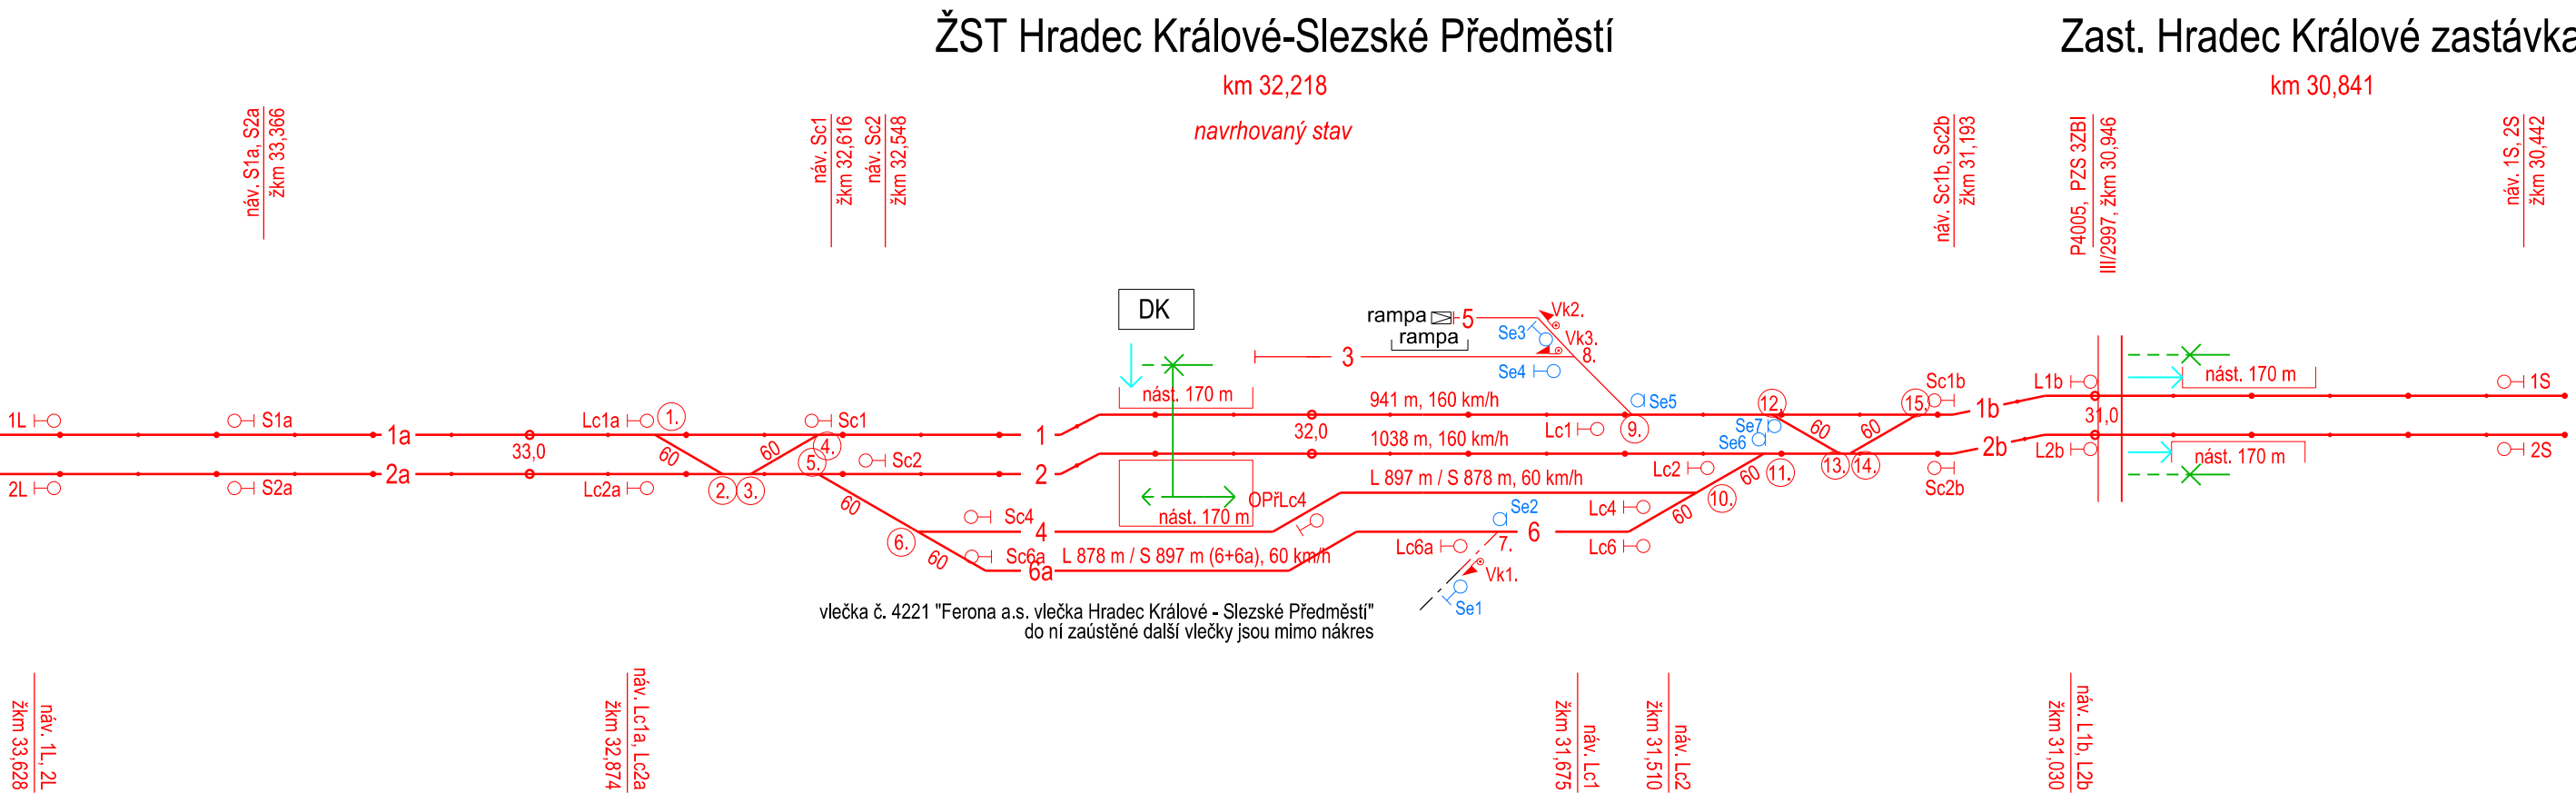 ŽST Hradec Králové-Slezské Předměstí
Zast. Hradec Králové zastávka
km 32,218
km 30,841
navrhovaný stav
náv. S1a, S2a
žkm 33,366
náv. Sc1
žkm 32,616
náv. Sc2
žkm 32,548
náv. Sc1b, Sc2b
žkm 31,193
P4005, PZS 3ZBI
III/2997, žkm 30,946
náv. 1S, 2S
žkm 30,442
DK
rampa
5
Vk2.
Se3
rampa
Vk3.
3
8.
Se4
nást. 170 m
941 m, 160 km/h
Se5
12.
15.
Sc1b
L1b
nást. 170 m
1S
1L
S1a
Lc1a
1.
Sc1
1b
1a
33,0
60
60
4.
1
32,0
Lc1
9.
Se7
60
60
31,0
1038 m, 160 km/h
Se6
2L
S2a
2a
Lc2a
2.
3.
5.
Sc2
2
Lc2
60
11.
13.
14.
2b
Sc2b
L2b
nást. 170 m
2S
L 897 m / S 878 m, 60 km/h
60
OPřLc4
10.
nást. 170 m
Sc4
4
Se2
Lc4
60
6.
60
Sc6a
6a
L 878 m / S 897 m (6+6a), 60 km/h
Lc6a
7.
6
Lc6
Vk1.
Se1
vlečka č. 4221 "Ferona a.s. vlečka Hradec Králové - Slezské Předměstí"
do ní zaústěné další vlečky jsou mimo nákres
náv. 1L, 2L
žkm 33,628
náv. Lc1a, Lc2a
žkm 32,874
náv. Lc1
žkm 31,675
náv. Lc2
žkm 31,510
náv. L1b, L2b
žkm 31,030